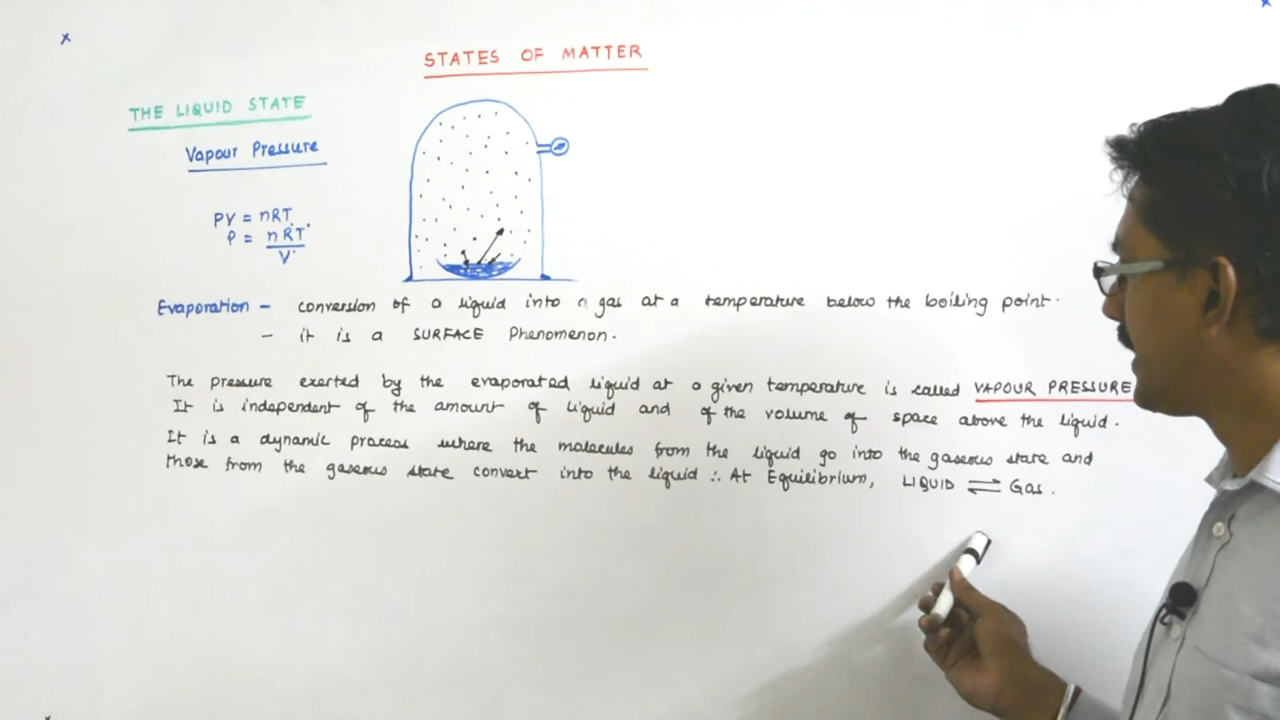 STATES OF MATTER
THE LIQUID STATE
Vapour Pressure
PV = nRT
P = nRT
V
Evaporation - conversion of a liquid into a gas at a temperature below the boiling point.
- it is a SURFACE Phenomenon.
The pressure exerted by the evaporated liquid at a given temperature is called VAPOUR PRESSURE
It is independent of the amount of liquid and of the volume of space above the liquid.
It is a dynamic process where the molecules from the liquid go into the gaseous state and
those from the gaseous state convert into the liquid ∴ At Equilibrium, LIQUID ⇌ Gas.